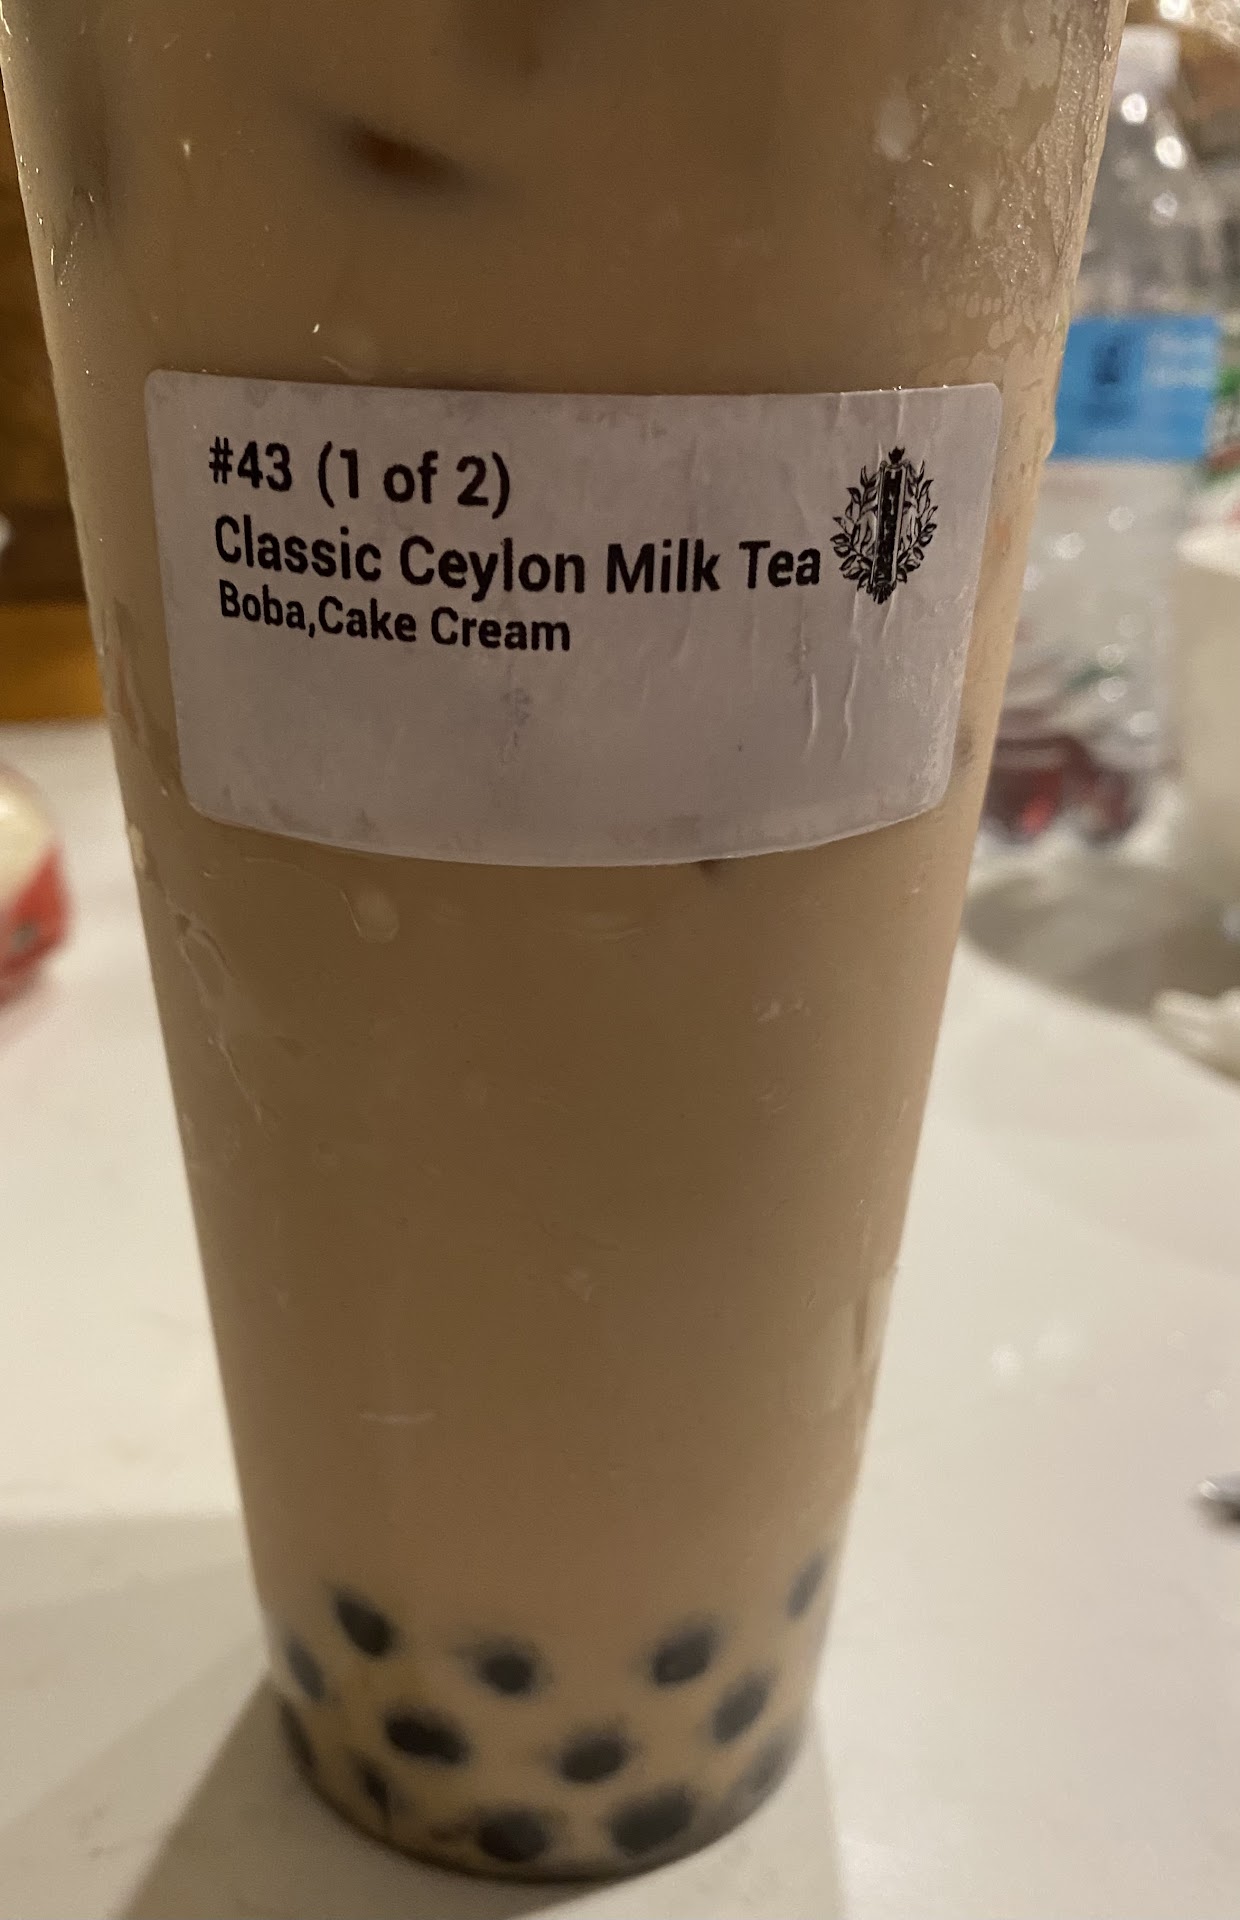 #43 (1 of 2)
Classic Ceylon Milk Tea
Boba,Cake Cream